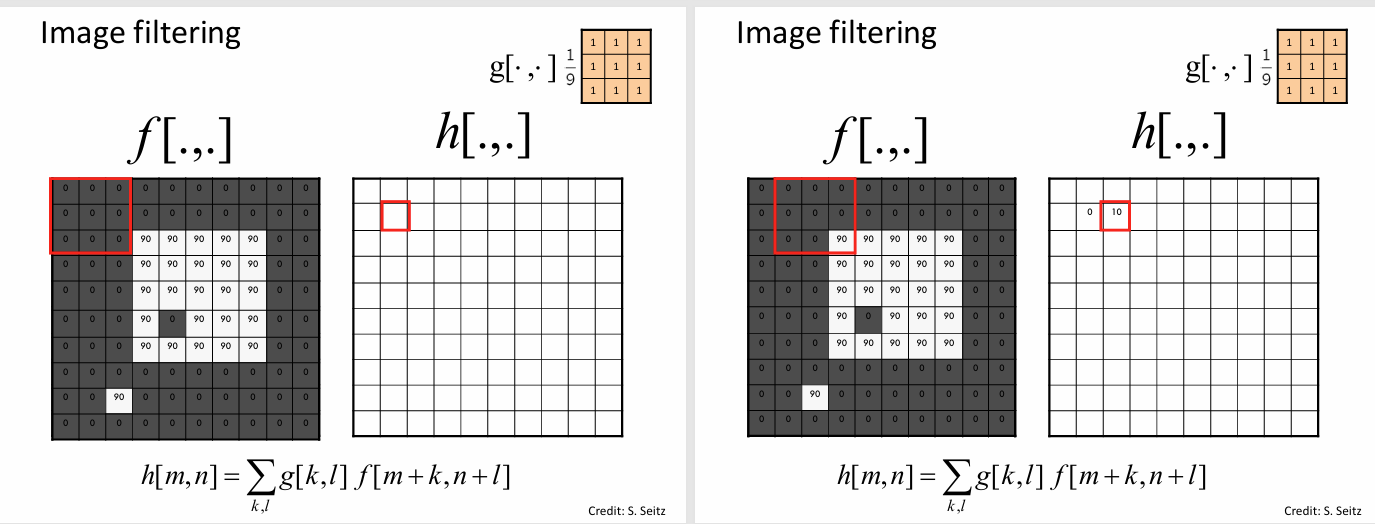 Image filtering
g[· ,· ] 1/9
1 1 1
1 1 1
1 1 1
f[.,.] h[.,.]
0 0 0 0 0 0 0 0 0 0
0 0 0 0 0 0 0 0 0 0
0 0 0 90 90 90 90 90 0 0
0 0 0 90 90 90 90 90 0 0
0 0 0 90 90 90 90 90 0 0
0 0 0 90 0 90 90 90 0 0
0 0 0 90 90 90 90 90 0 0
0 0 0 0 0 0 0 0 0 0
0 0 90 0 0 0 0 0 0 0
0 0 0 0 0 0 0 0 0 0
h[m,n] = ∑k,l g[k,l] f[m+k,n+l]
Credit: S. Seitz
Image filtering
g[· ,· ] 1/9
1 1 1
1 1 1
1 1 1
f[.,.] h[.,.]
0 0 0 0 0 0 0 0 0 0
0 0 0 0 0 0 0 0 0 0 0 10
0 0 0 90 90 90 90 90 0 0
0 0 0 90 90 90 90 90 0 0
0 0 0 90 90 90 90 90 0 0
0 0 0 90 0 90 90 90 0 0
0 0 0 90 90 90 90 90 0 0
0 0 0 0 0 0 0 0 0 0
0 0 90 0 0 0 0 0 0 0
0 0 0 0 0 0 0 0 0 0
h[m,n] = ∑k,l g[k,l] f[m+k,n+l]
Credit: S. Seitz